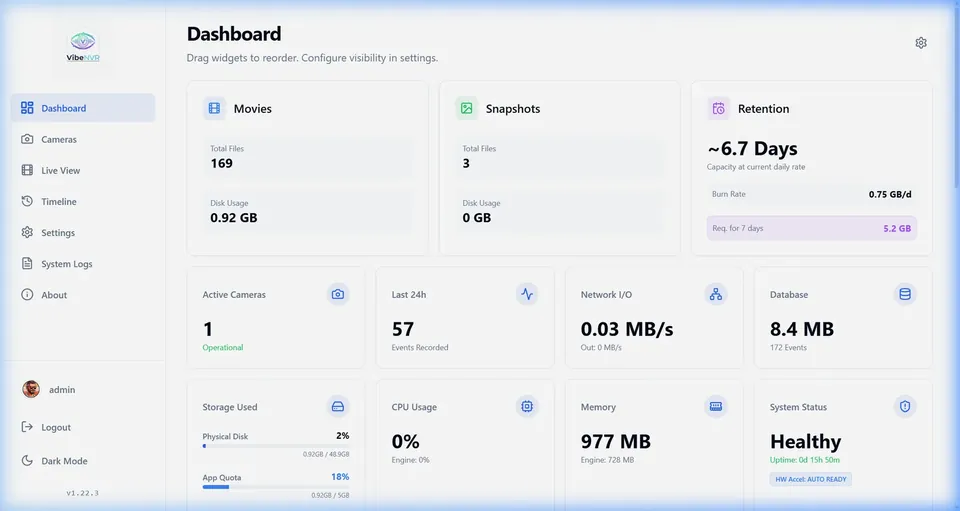 VibeNVR
Dashboard
Cameras
Live View
Timeline
Settings
System Logs
About
admin
Logout
Dark Mode
v1.22.3
Dashboard
Drag widgets to reorder. Configure visibility in settings.
Movies
Total Files
169
Disk Usage
0.92 GB
Snapshots
Total Files
3
Disk Usage
0 GB
Retention
~6.7 Days
Capacity at current daily rate
Burn Rate 0.75 GB/d
Req. for 7 days 5.2 GB
Active Cameras
1
Operational
Last 24h
57
Events Recorded
Network I/O
0.03 MB/s
Out: 0 MB/s
Database
8.4 MB
172 Events
Storage Used
Physical Disk 2%
0.92GB / 48.9GB
App Quota 18%
0.92GB / 5GB
CPU Usage
0%
Engine: 0%
Memory
977 MB
Engine: 728 MB
System Status
Healthy
Uptime: 0d 15h 50m
HW Accel: AUTO READY